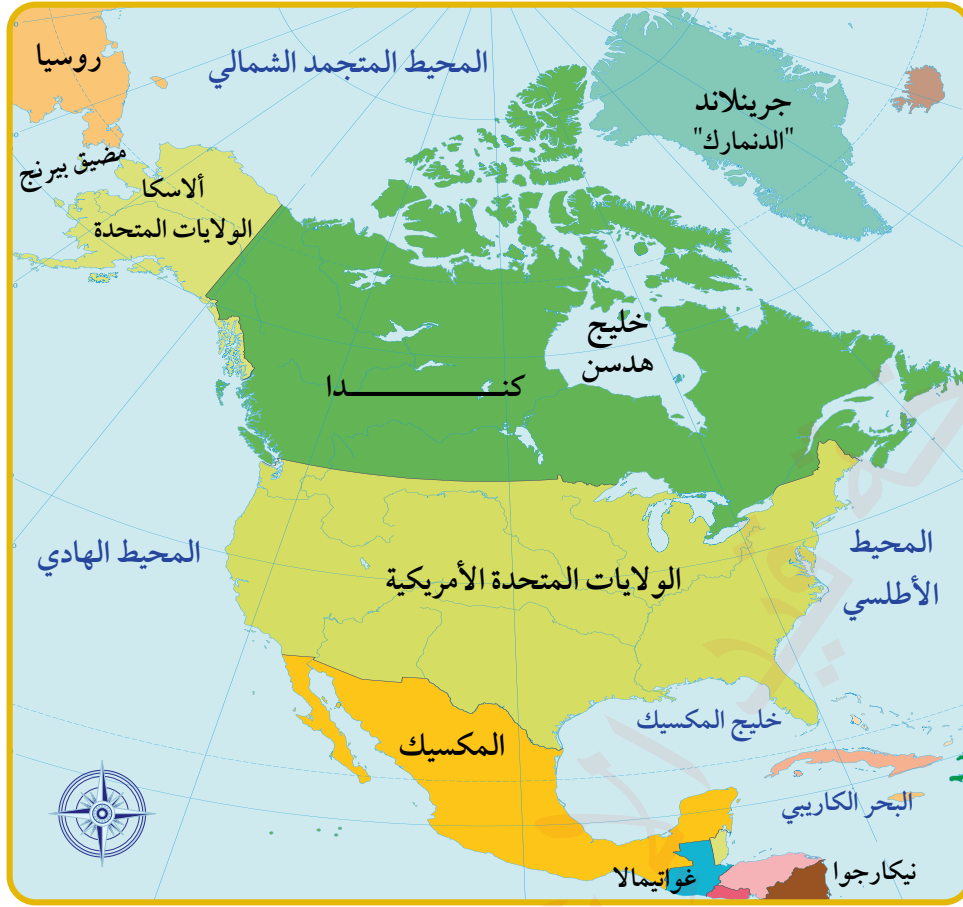 روسيا
المحيط المتجمد الشمالي
جرينلاند
"الدنمارك"
مضيق بيرنج
ألاسكا
الولايات المتحدة
خليج
هدسن
كنـــــــــــــدا
المحيط
الأطلسي
المحيط الهادي
الولايات المتحدة الأمريكية
خليج المكسيك
المكسيك
البحر الكاريبي
نيكارجوا
غواتيمالا